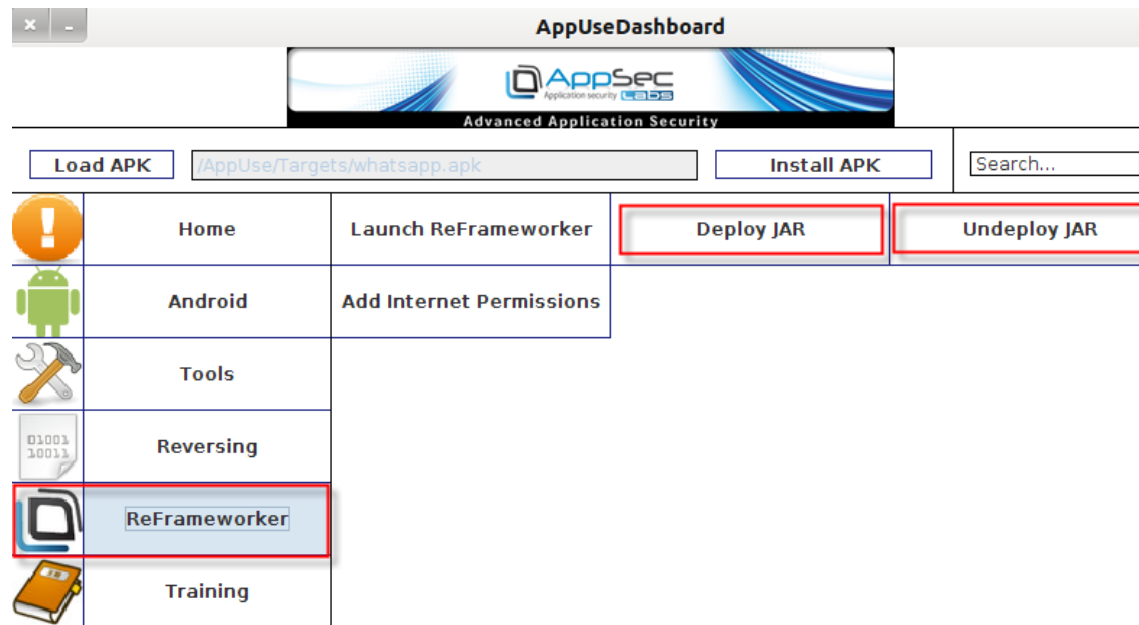 AppUseDashboard
AppSec
Application security Labs
Advanced Application Security
Load APK /AppUse/Targets/whatsapp.apk Install APK Search...
Home Launch ReFrameworker Deploy JAR Undeploy JAR
Android Add Internet Permissions
Tools
01001
10011
Reversing
ReFrameworker
Training